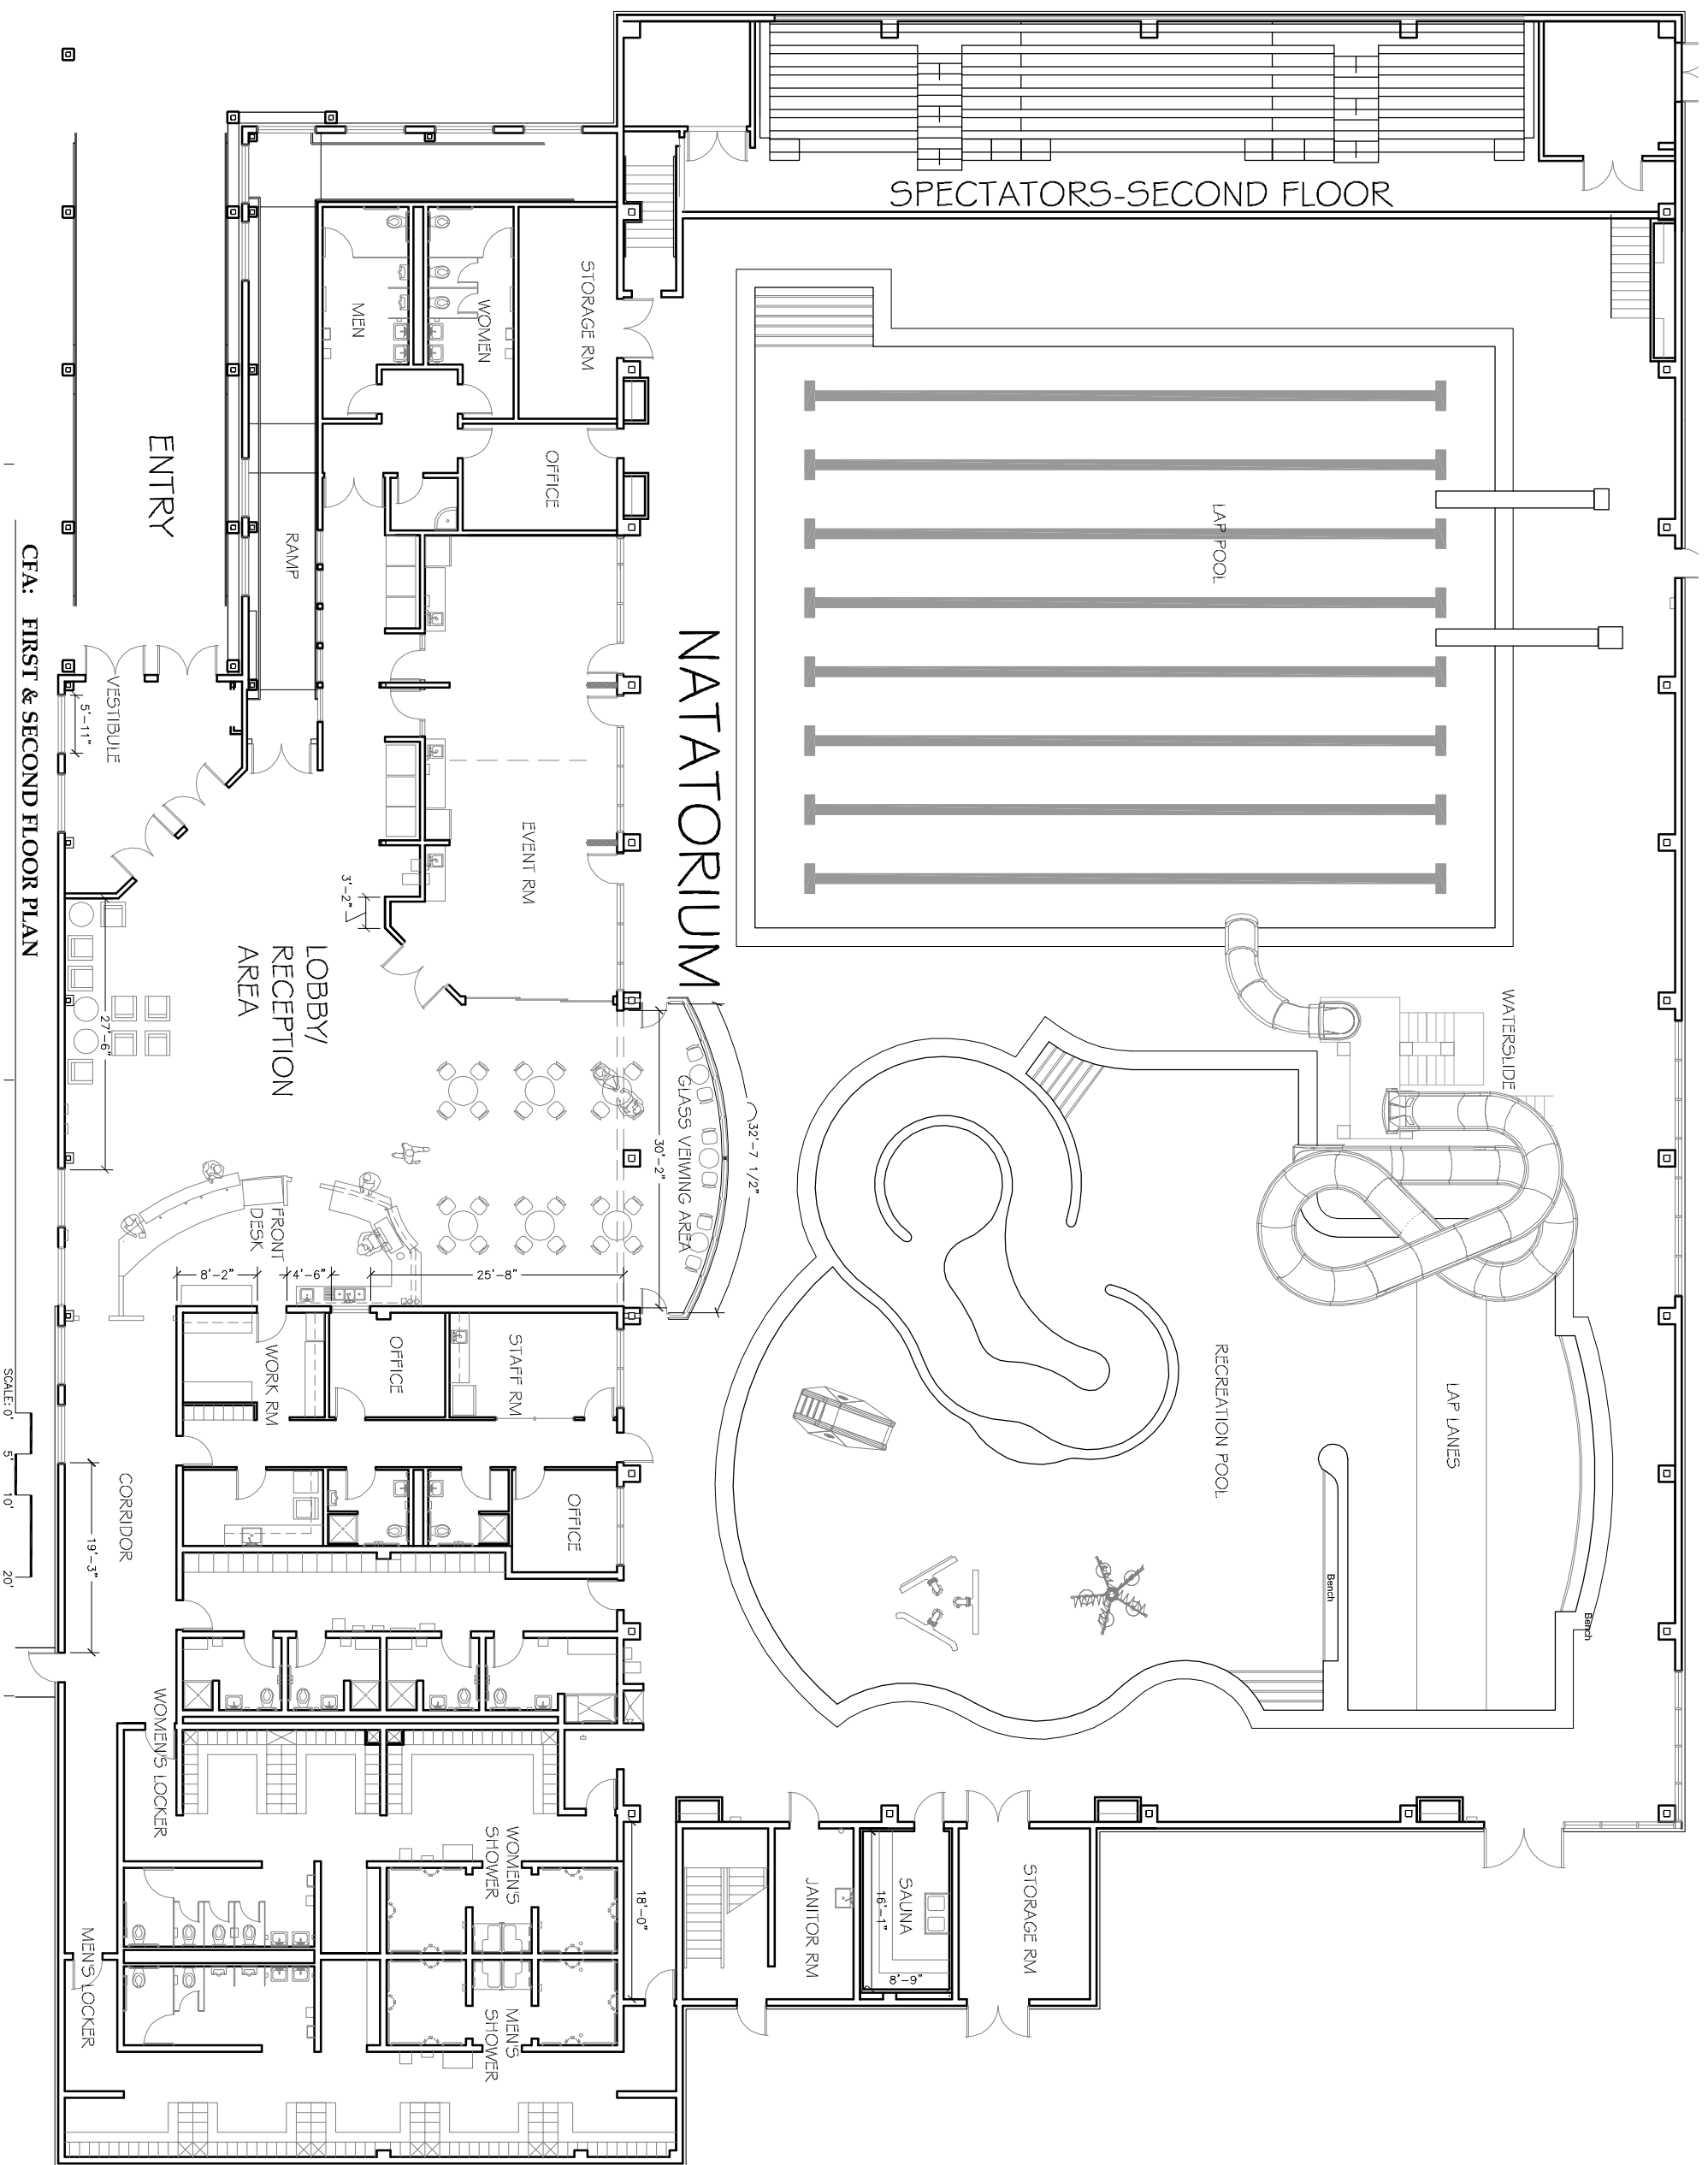 SPECTATORS-SECOND FLOOR
STORAGE RM
WOMEN
MEN
OFFICE
LAP POOL
ENTRY
RAMP
NATATORIUM
VESTIBULE
5'-11"
EVENT RM
3'-2"
LOBBY/
RECEPTION
AREA
27'-6"
WATERSLIDE
GLASS VEIWING AREA
32'-7 1/2"
30'-2"
FRONT
DESK
8'-2"
4'-6"
25'-8"
WORK RM
OFFICE
STAFF RM
RECREATION POOL
LAP LANES
CORRIDOR
19'-3"
OFFICE
Bench
Bench
WOMEN'S LOCKER
WOMEN'S
SHOWER
18'-0"
JANITOR RM
SAUNA
16'-1"
8'-9"
STORAGE RM
MEN'S LOCKER
MEN'S
SHOWER
CFA: FIRST & SECOND FLOOR PLAN
SCALE: 0' 5' 10' 20'